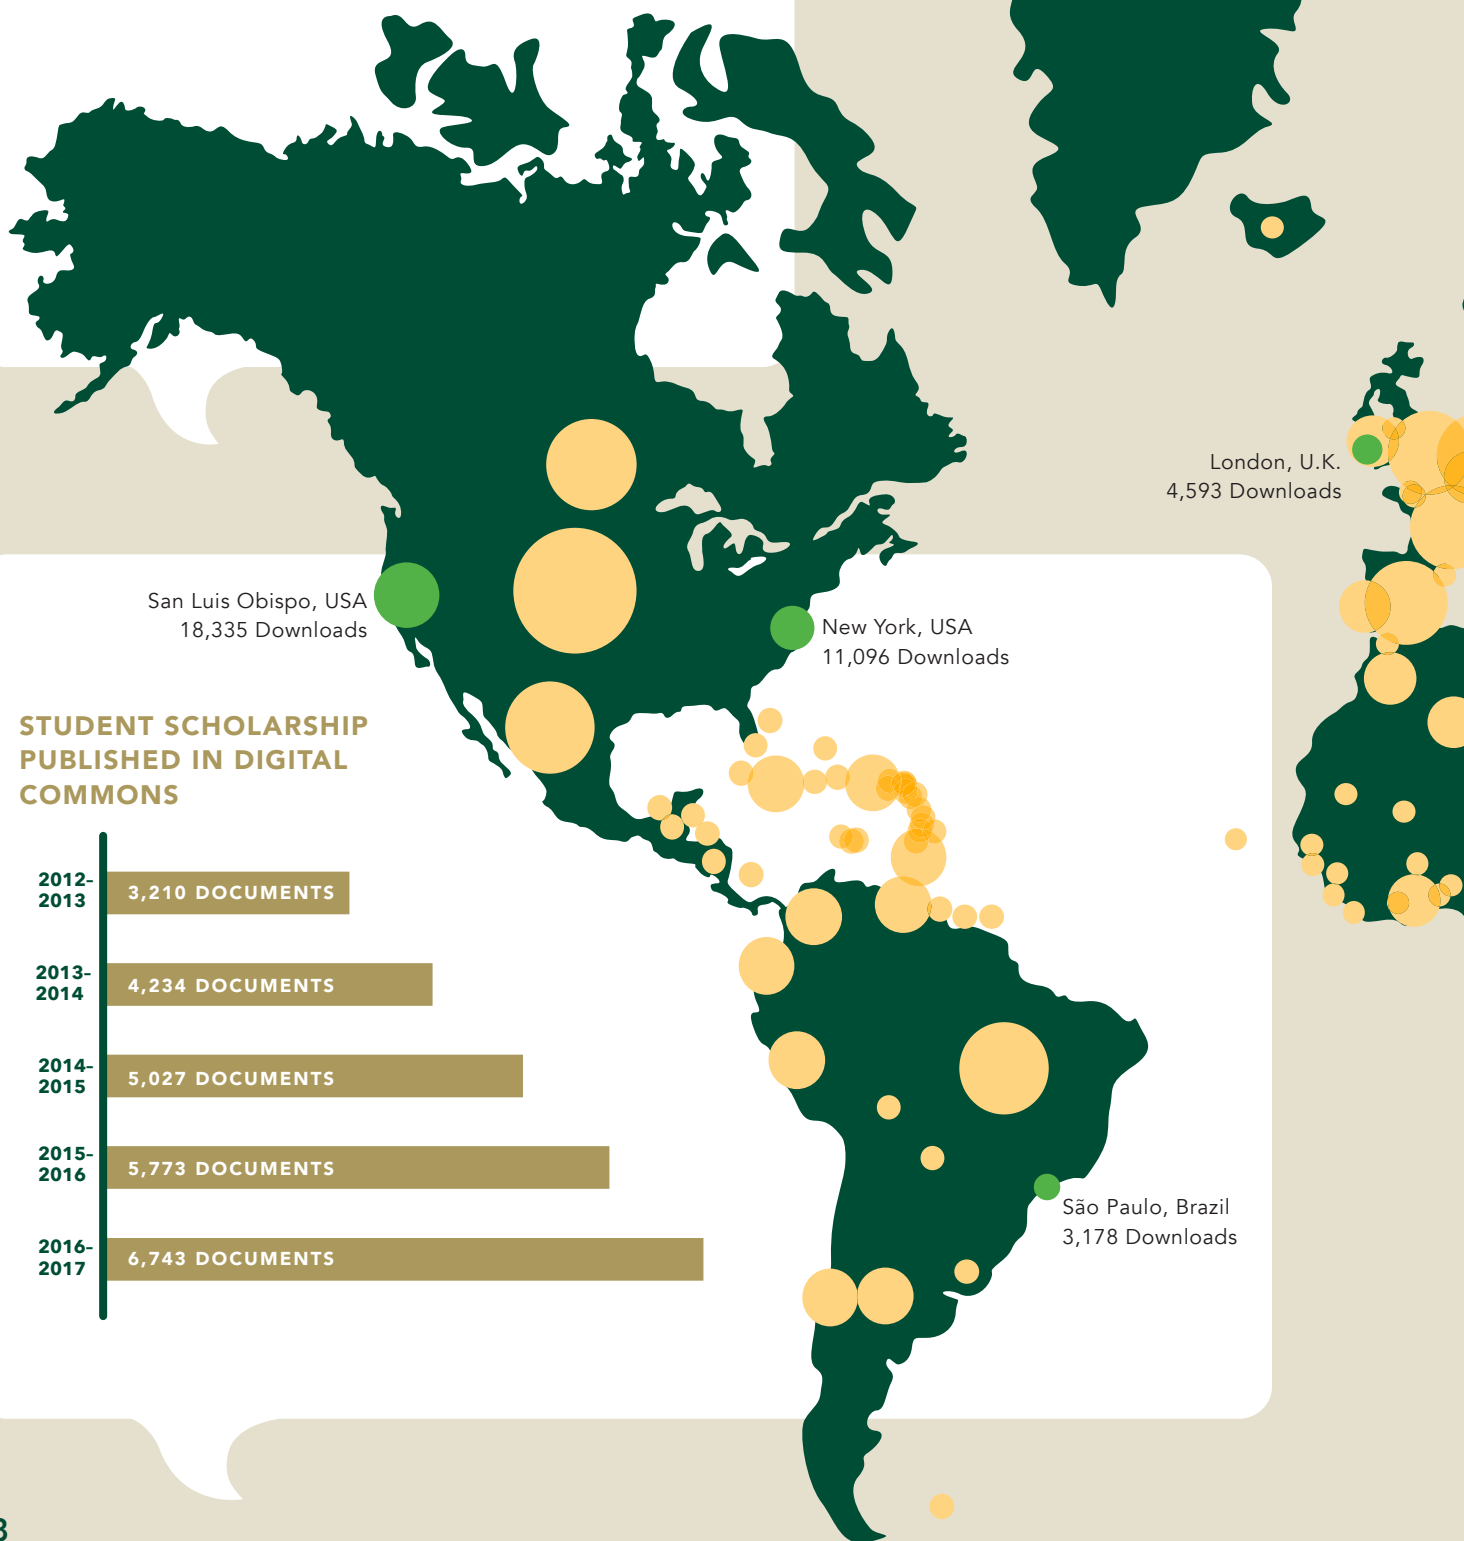 London, U.K.
4,593 Downloads
San Luis Obispo, USA
18,335 Downloads
New York, USA
11,096 Downloads
STUDENT SCHOLARSHIP
PUBLISHED IN DIGITAL
COMMONS
2012–
2013
3,210 DOCUMENTS
2013–
2014
4,234 DOCUMENTS
2014–
2015
5,027 DOCUMENTS
2015–
2016
5,773 DOCUMENTS
2016–
2017
6,743 DOCUMENTS
São Paulo, Brazil
3,178 Downloads